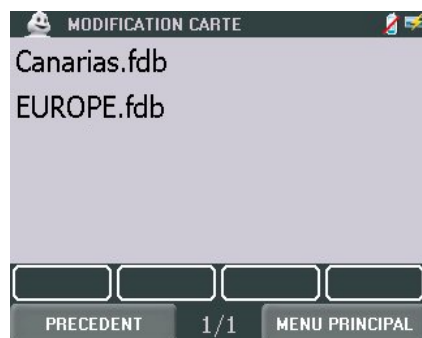 MODIFICATION CARTE
Canarias.fdb
EUROPE.fdb
PRECEDENT 1/1 MENU PRINCIPAL